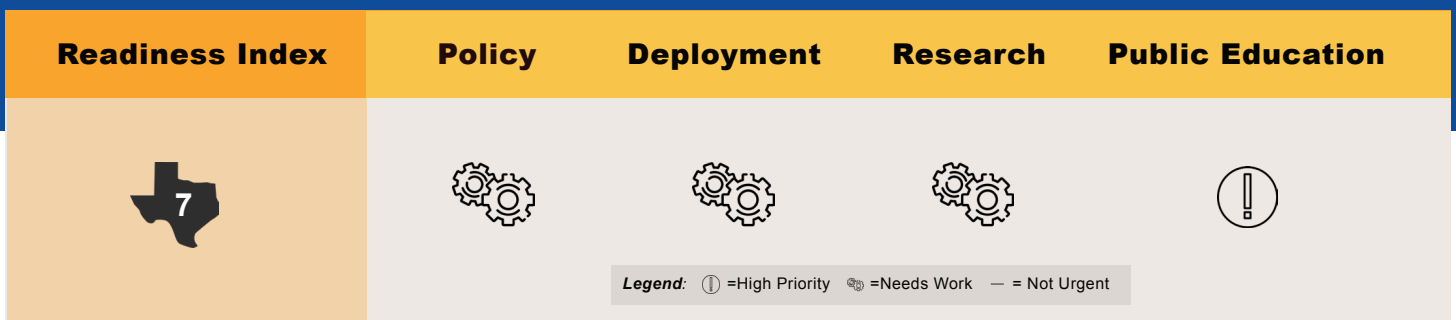 Readiness Index Policy Deployment Research Public Education
7
Legend: =High Priority =Needs Work — = Not Urgent